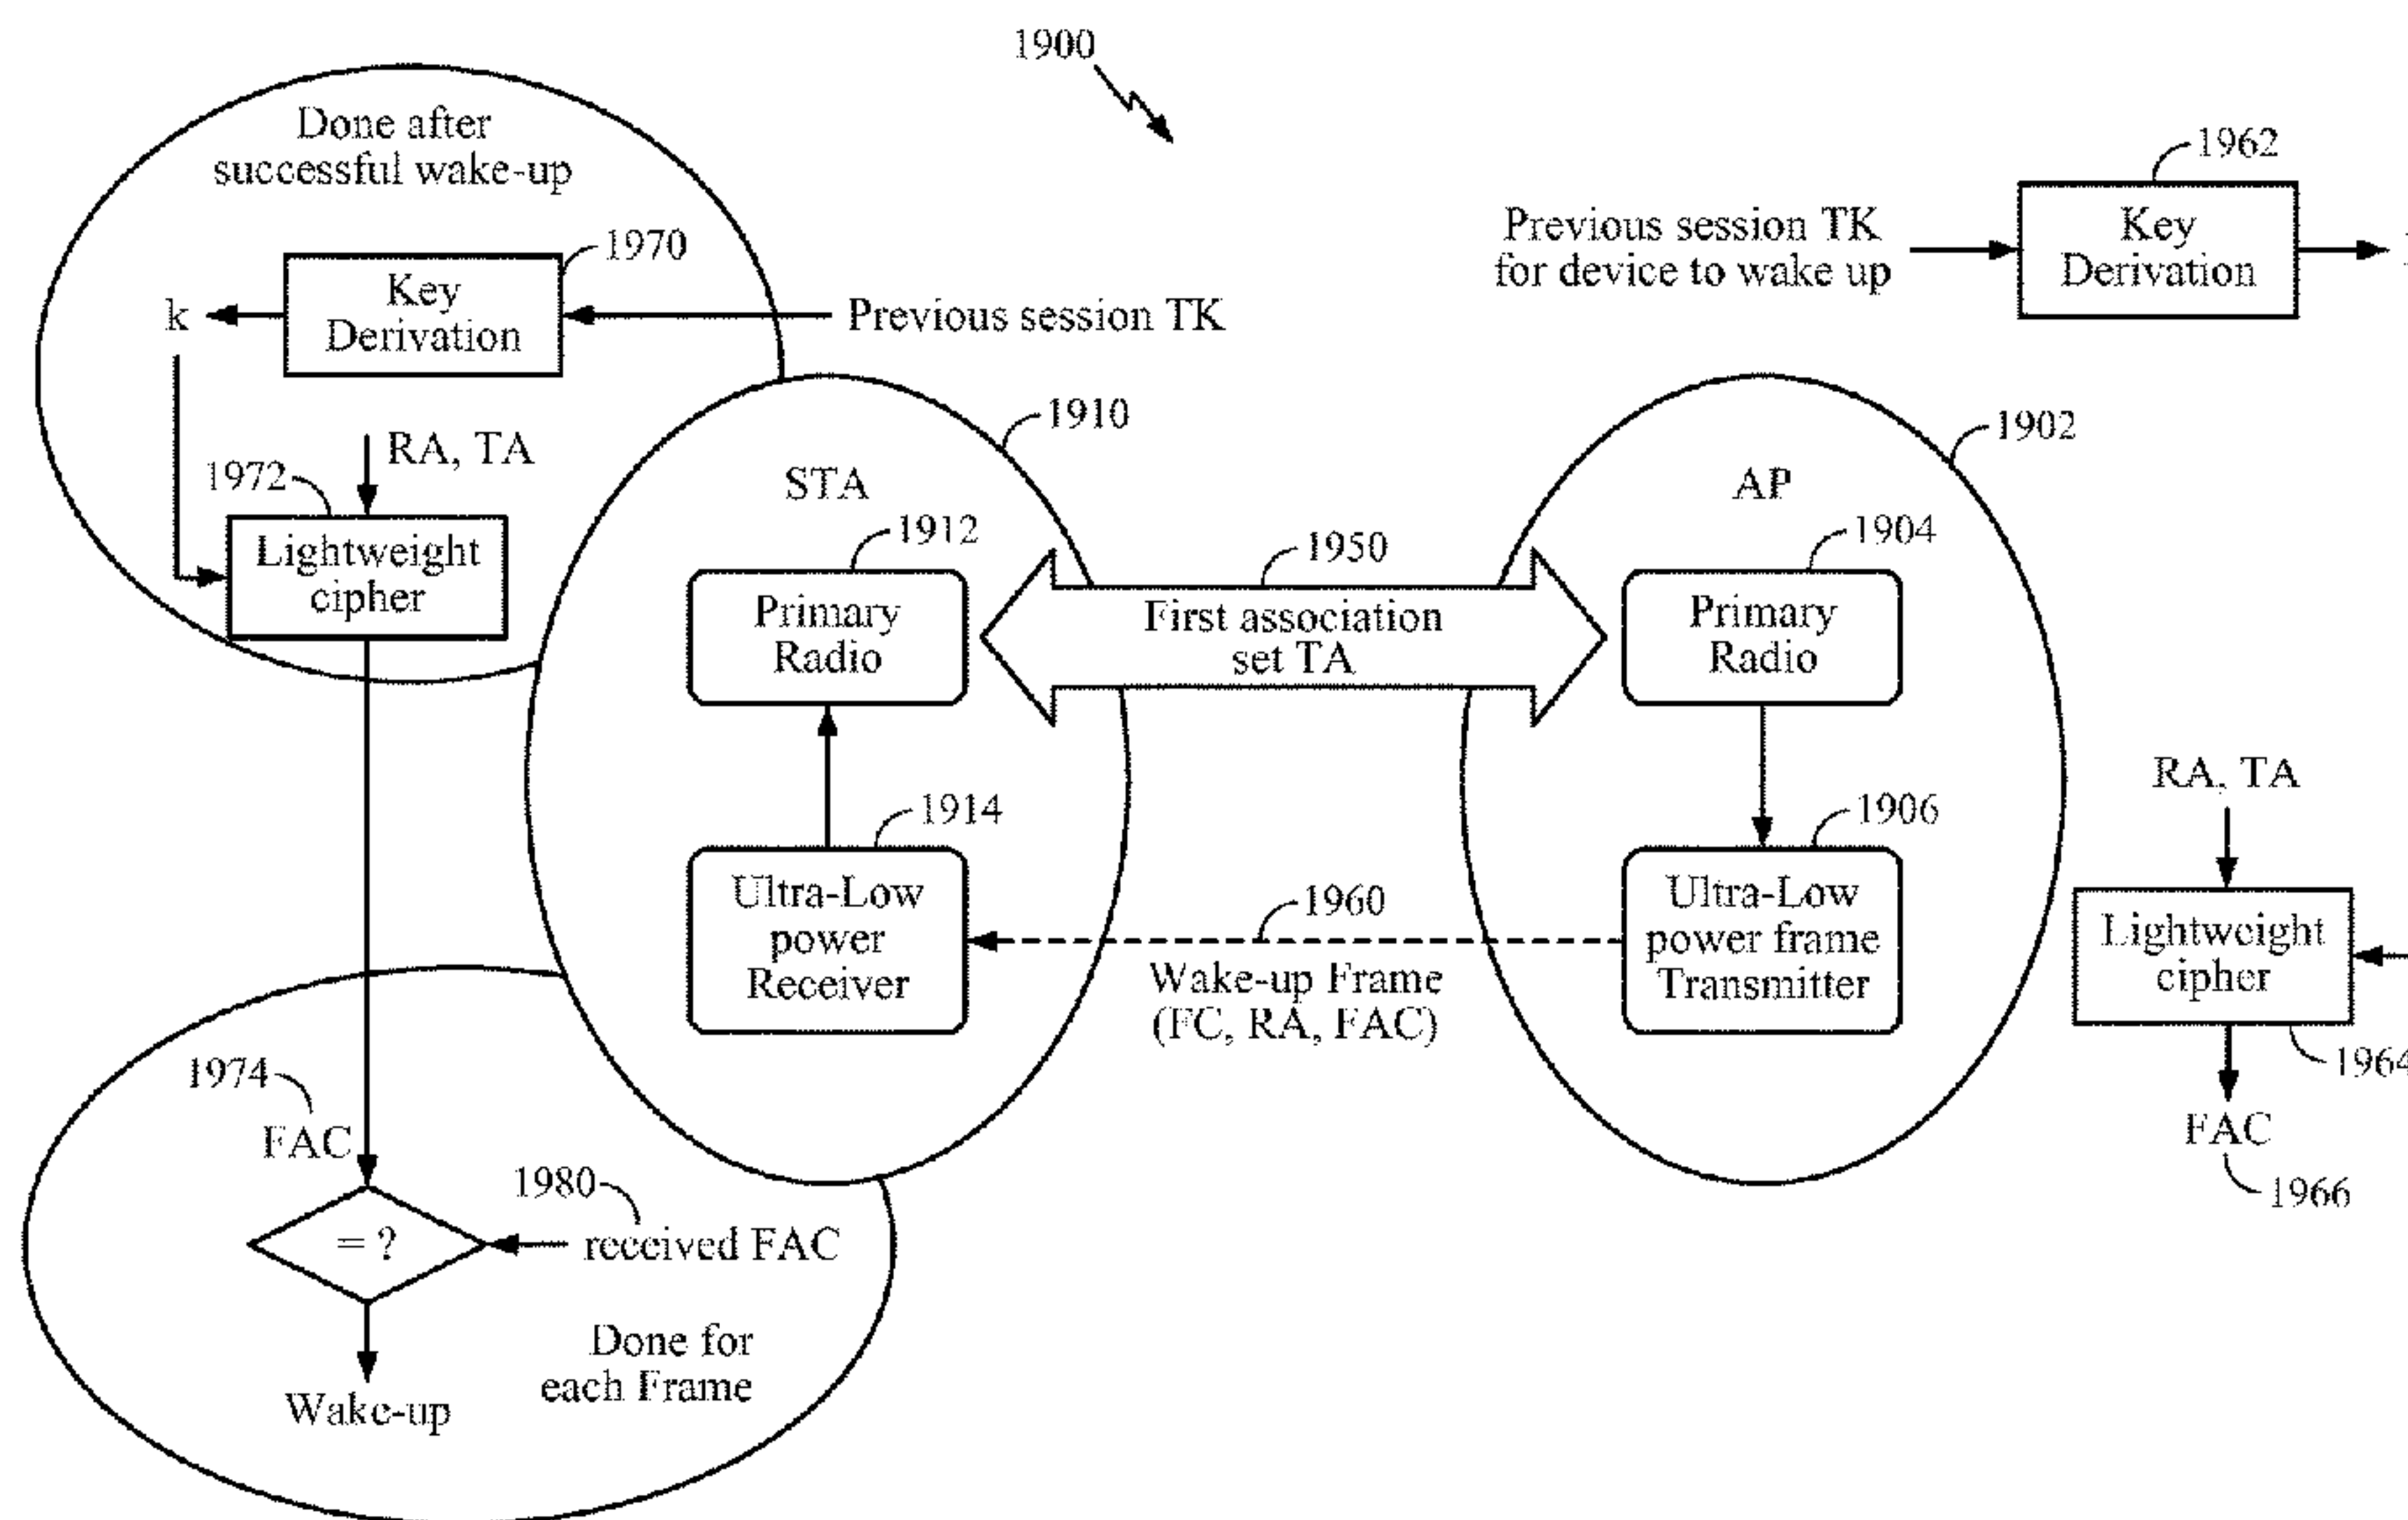 1900
Done after
successful wake-up
1970
Key
Derivation
k
Previous session TK
RA, TA
1972
Lightweight
cipher
1962
Previous session TK
for device to wake up
Key
Derivation
1910
STA
1912
Primary
Radio
1914
Ultra-Low
power
Receiver
1950
First association
set TA
1902
AP
1904
Primary
Radio
1906
Ultra-Low
power frame
Transmitter
1960
Wake-up Frame
(FC, RA, FAC)
RA, TA
Lightweight
cipher
1964
FAC
1966
1974
FAC
1980
= ?
received FAC
Done for
each Frame
Wake-up